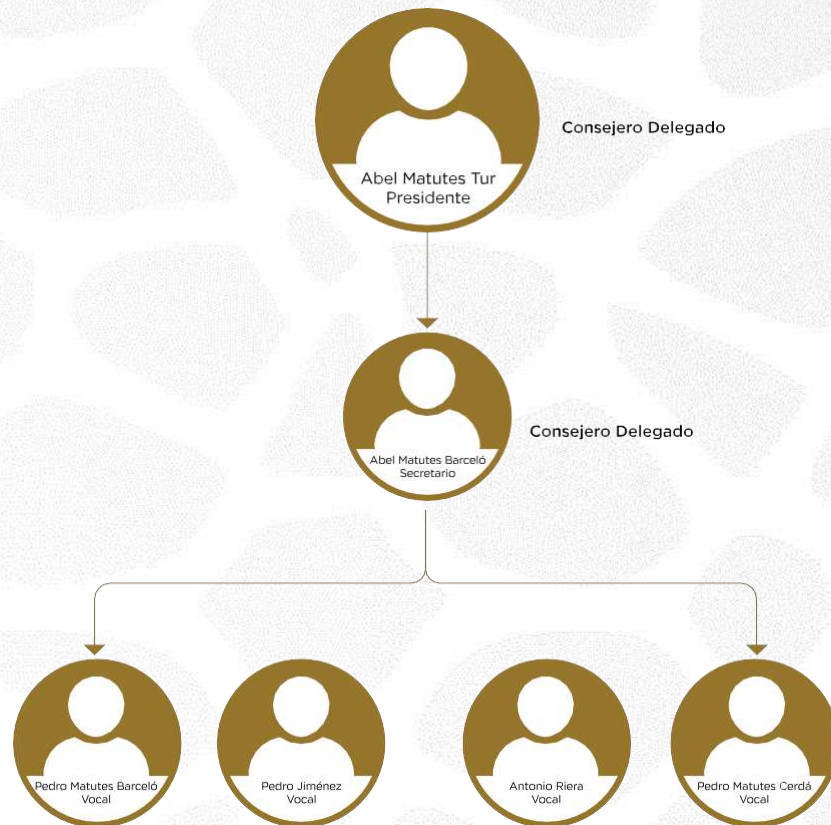 Consejero Delegado
Abel Matutes Tur
Presidente
Abel Matutes Barceló
Secretario
Consejero Delegado
Pedro Matutes Barceló
Vocal
Pedro Jiménez
Vocal
Antonio Riera
Vocal
Pedro Matutes Cerdá
Vocal